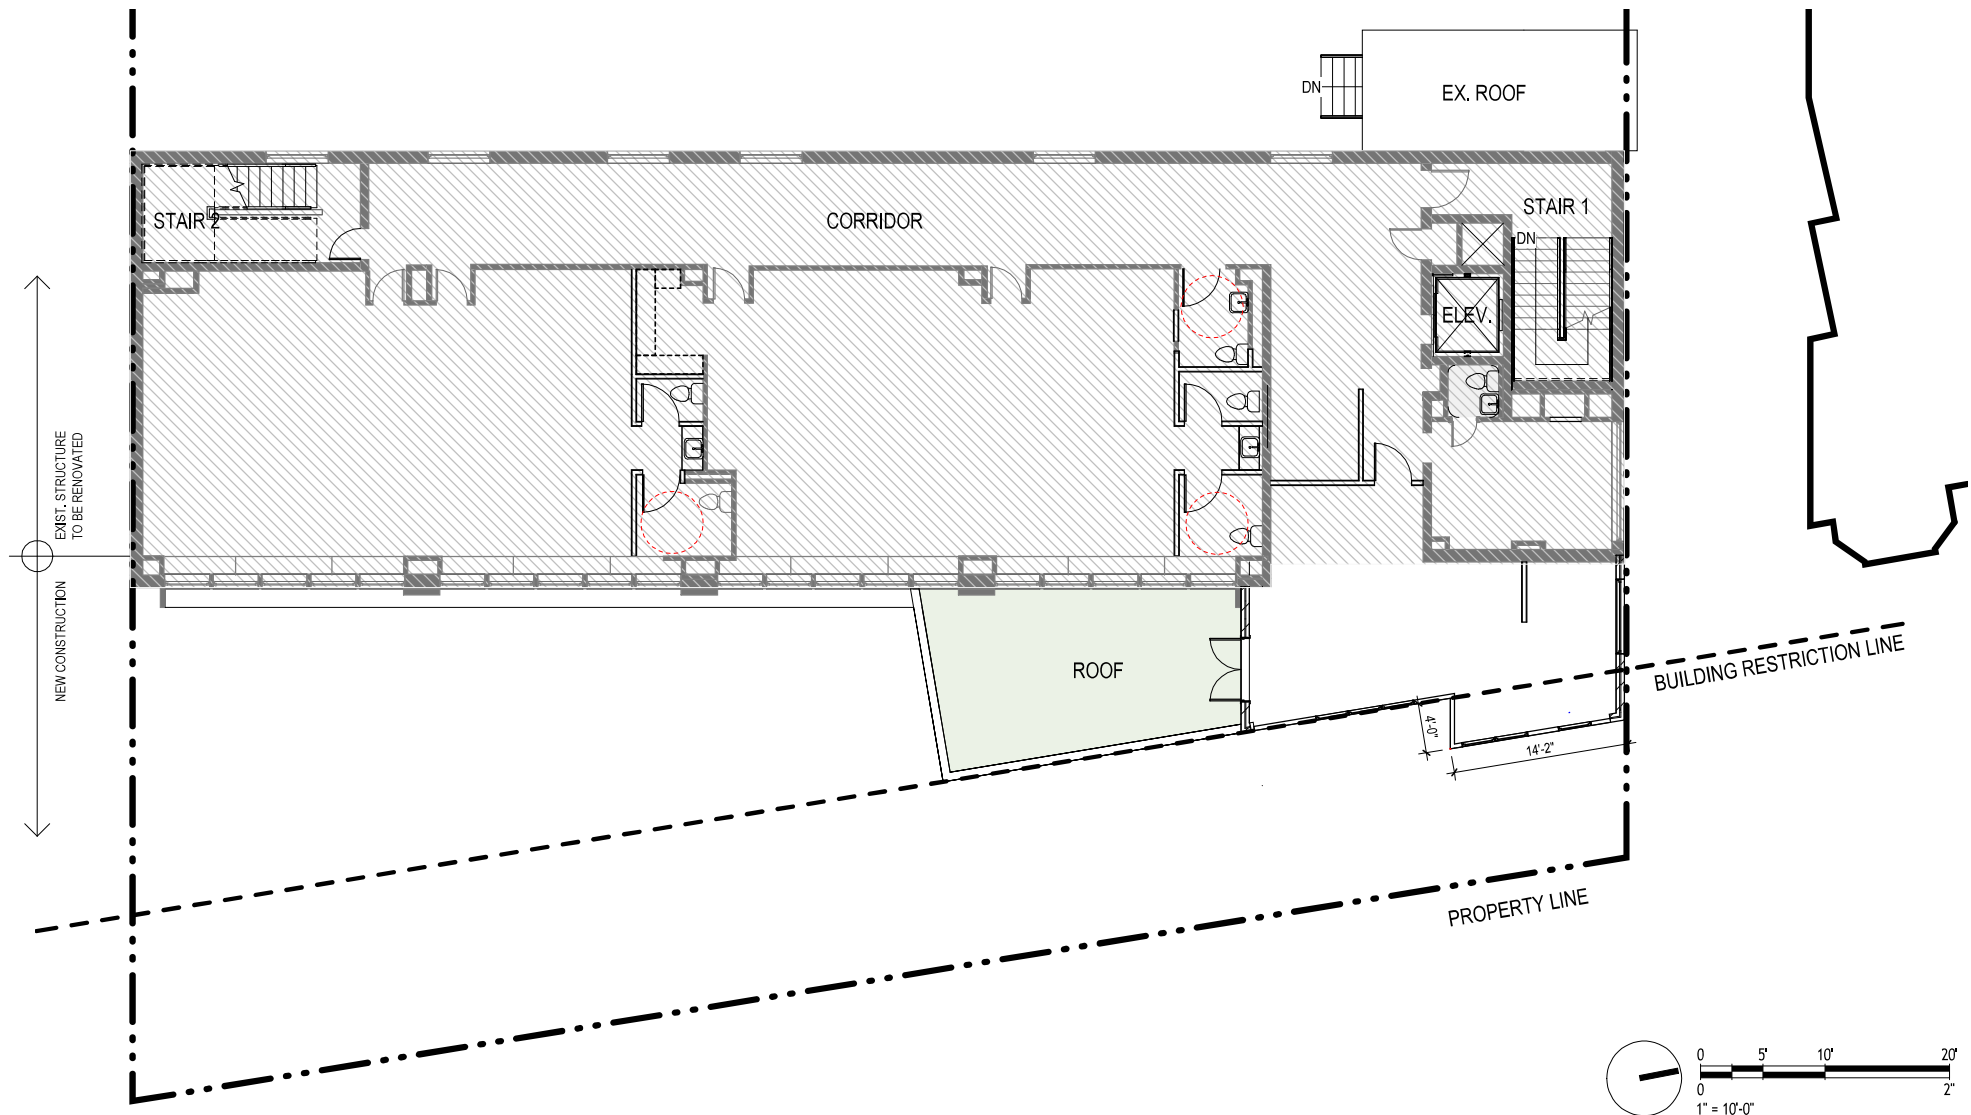 DN
EX. ROOF
STAIR 2
CORRIDOR
STAIR 1
DN
ELEV.
EXIST. STRUCTURE
TO BE RENOVATED
NEW CONSTRUCTION
ROOF
BUILDING RESTRICTION LINE
4'-0"
14'-2"
PROPERTY LINE
0 5' 10' 20'
0 2"
1" = 10'-0"